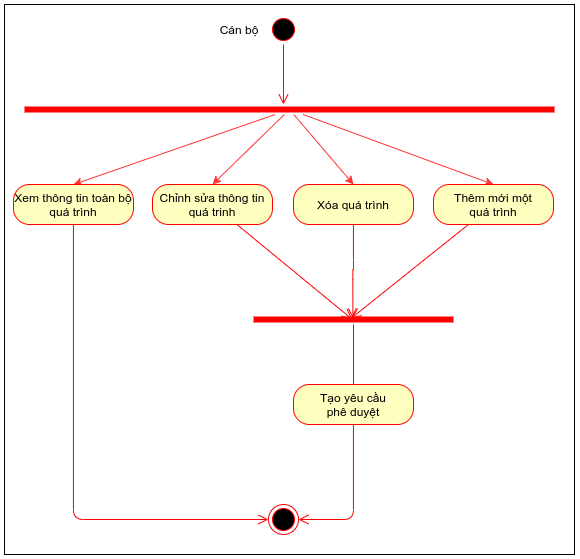 Cán bộ
Xem thông tin toàn bộ
quá trình
Chỉnh sửa thông tin
quá trinh
Xóa quá trình
Thêm mới một
quá trình
Tạo yêu cầu
phê duyệt